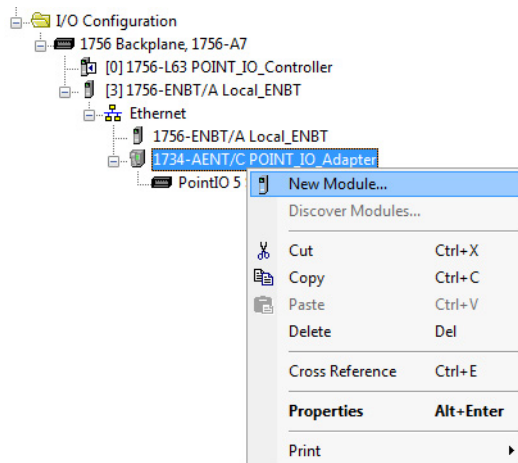 I/O Configuration
1756 Backplane, 1756-A7
[0] 1756-L63 POINT_IO_Controller
[3] 1756-ENBT/A Local_ENBT
Ethernet
1756-ENBT/A Local_ENBT
1734-AENT/C POINT_IO_Adapter
PointIO 5
New Module...
Discover Modules...
Cut Ctrl+X
Copy Ctrl+C
Paste Ctrl+V
Delete Del
Cross Reference Ctrl+E
Properties Alt+Enter
Print